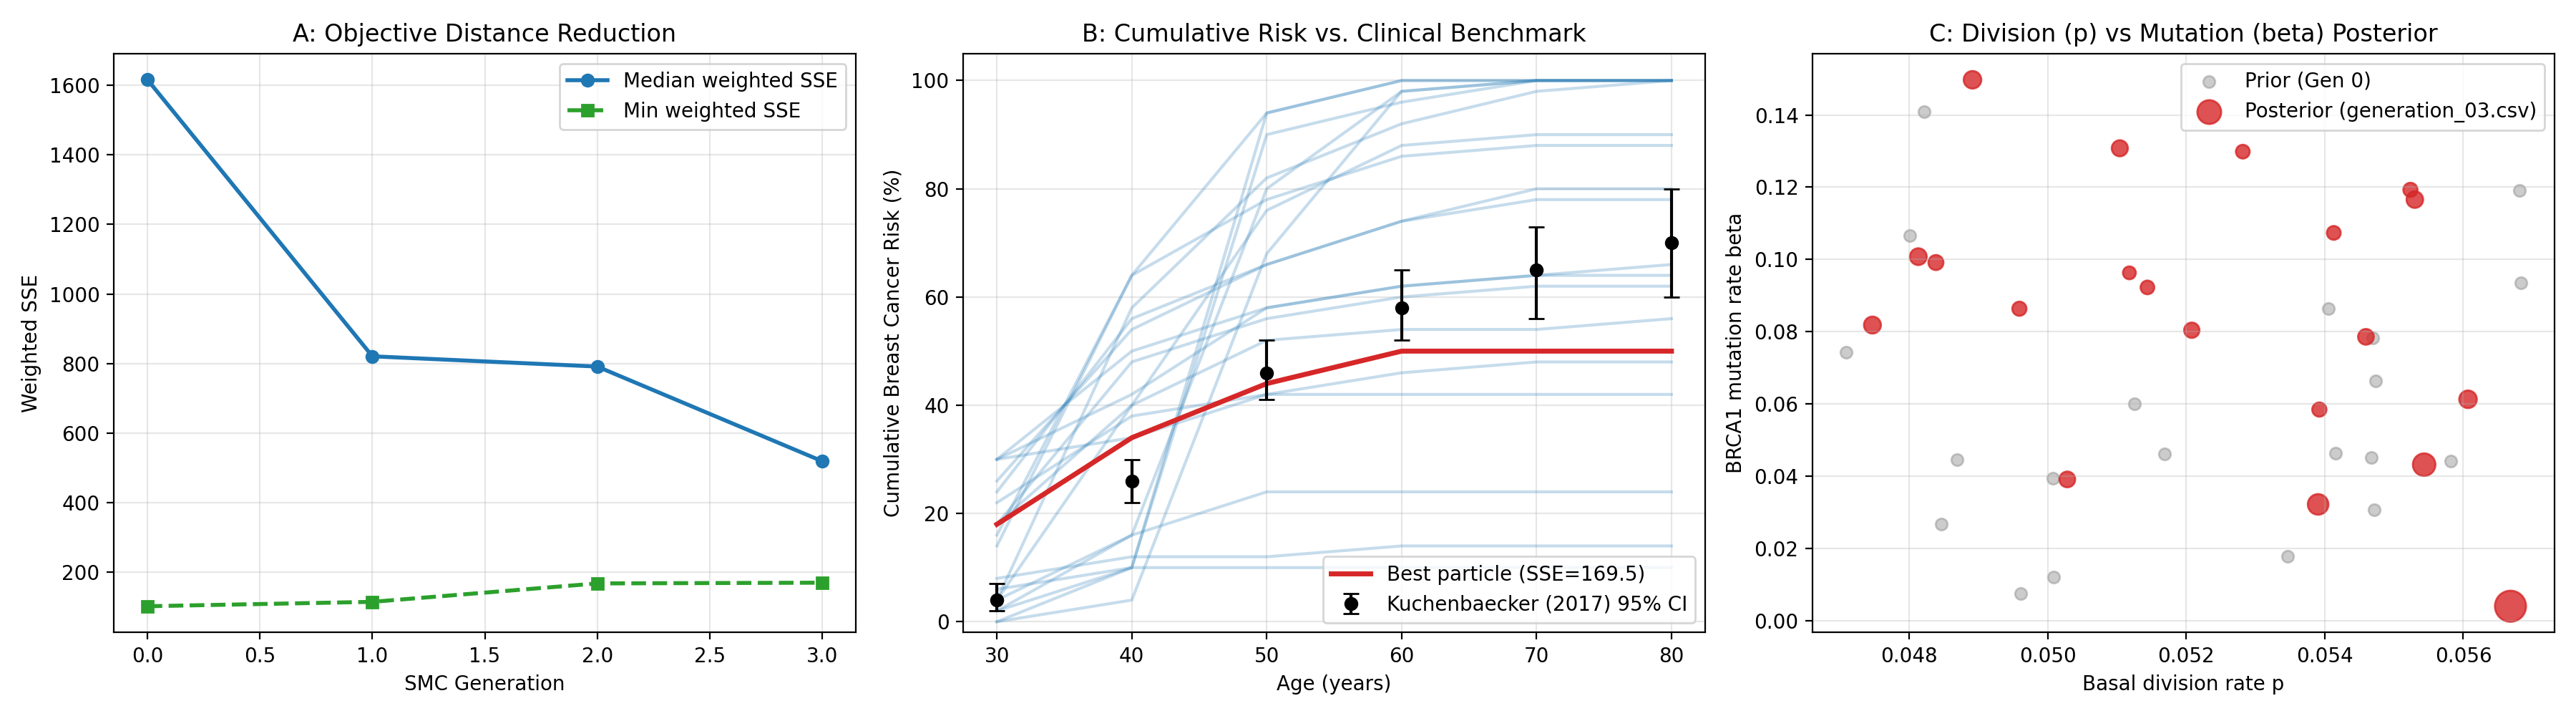 A: Objective Distance Reduction
1600
1400
1200
1000
800
600
400
200
Weighted SSE
Median weighted SSE
Min weighted SSE
0.0 0.5 1.0 1.5 2.0 2.5 3.0
SMC Generation
B: Cumulative Risk vs. Clinical Benchmark
100
80
60
40
20
0
Cumulative Breast Cancer Risk (%)
Best particle (SSE=169.5)
Kuchenbaecker (2017) 95% CI
30 40 50 60 70 80
Age (years)
C: Division (p) vs Mutation (beta) Posterior
0.14
0.12
0.10
0.08
0.06
0.04
0.02
0.00
BRCA1 mutation rate beta
Prior (Gen 0)
Posterior (generation_03.csv)
0.048 0.050 0.052 0.054 0.056
Basal division rate p